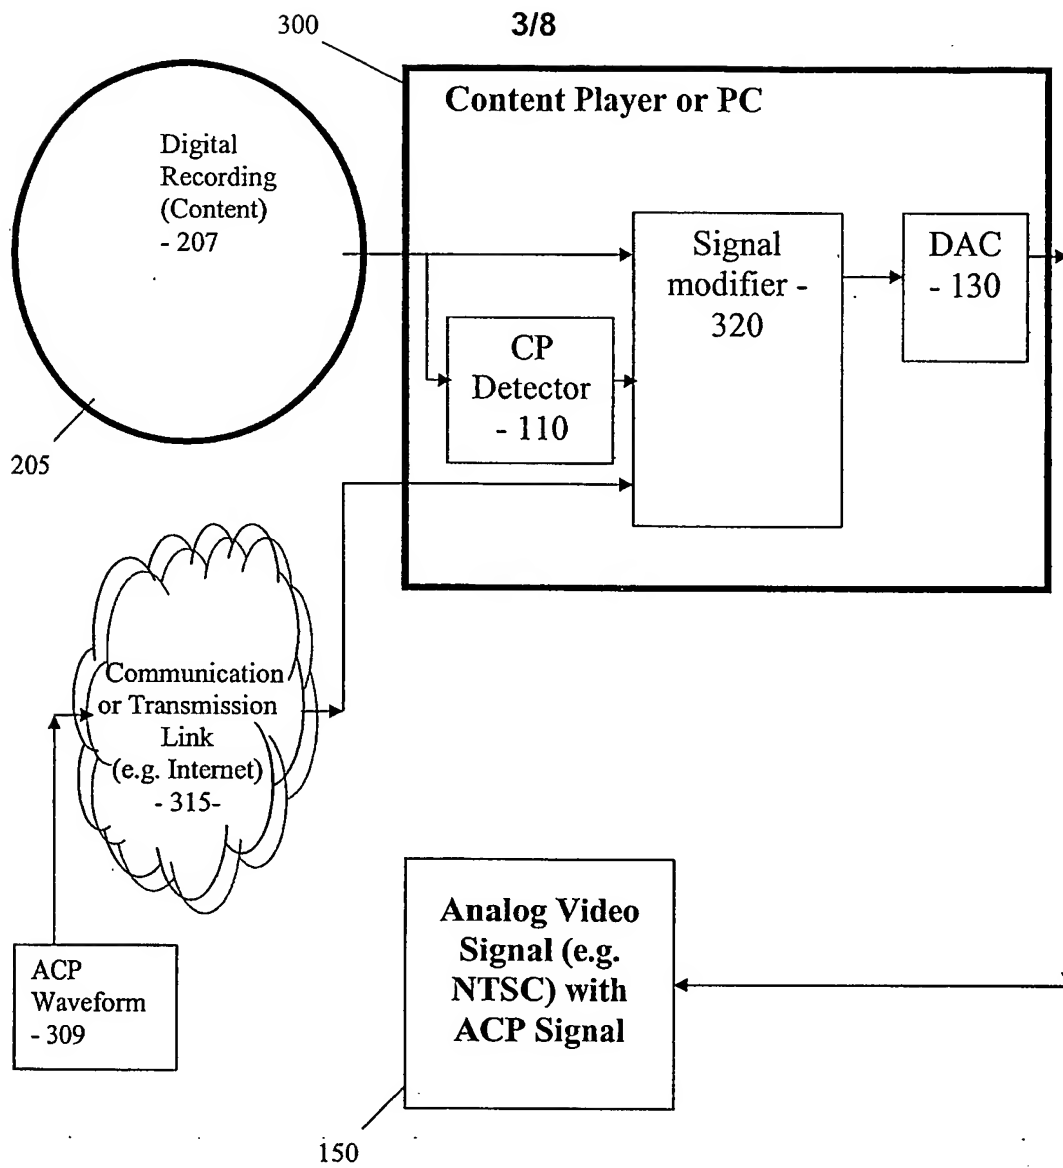 300
3/8
Content Player or PC
Digital
Recording
(Content)
- 207
Signal
modifier -
320
DAC
- 130
CP
Detector
- 110
205
Communication
or Transmission
Link
(e.g. Internet)
- 315-
ACP
Waveform
- 309
Analog Video
Signal (e.g.
NTSC) with
ACP Signal
150